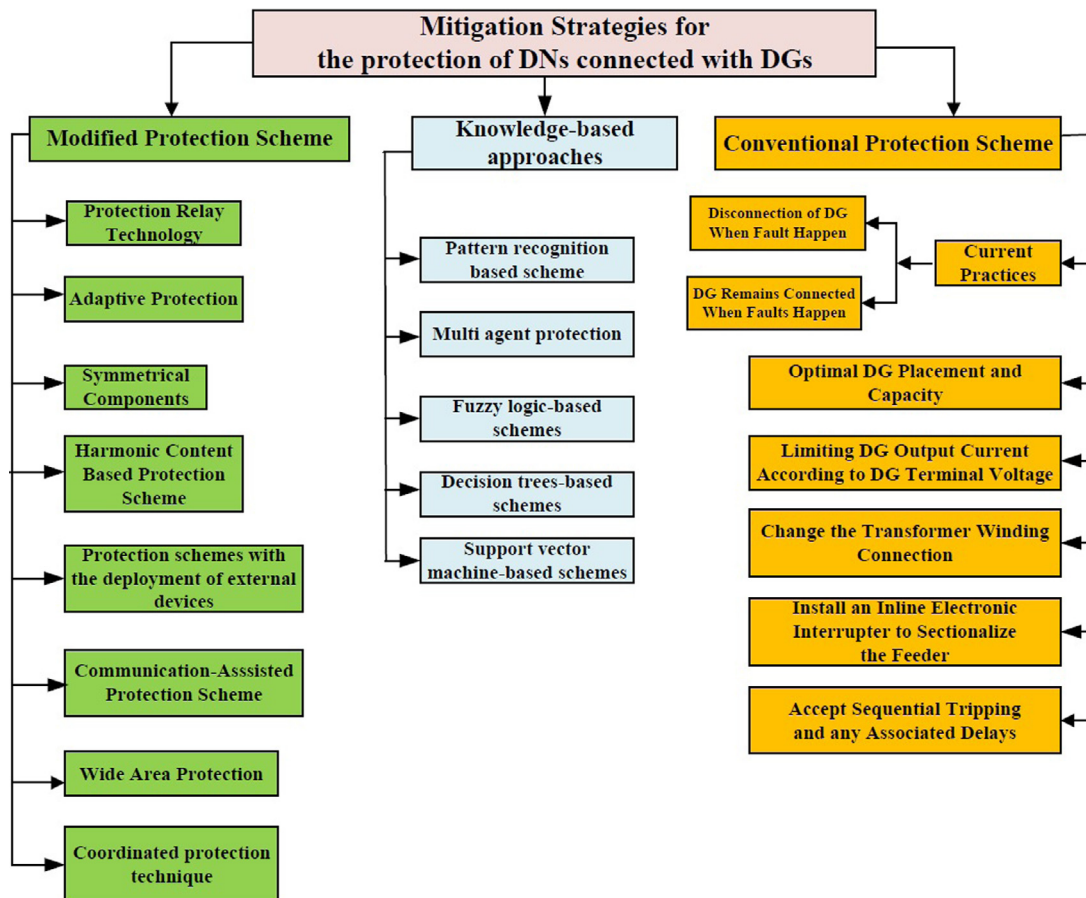 Mitigation Strategies for
the protection of DNs connected with DGs
Modified Protection Scheme
Protection Relay
Technology
Adaptive Protection
Symmetrical
Components
Harmonic Content
Based Protection
Scheme
Protection schemes with
the deployment of external
devices
Communication-Asssisted
Protection Scheme
Wide Area Protection
Coordinated protection
technique
Knowledge-based
approaches
Pattern recognition
based scheme
Multi agent protection
Fuzzy logic-based
schemes
Decision trees-based
schemes
Support vector
machine-based schemes
Conventional Protection Scheme
Disconnection of DG
When Fault Happen
Current
Practices
DG Remains Connected
When Faults Happen
Optimal DG Placement and
Capacity
Limiting DG Output Current
According to DG Terminal Voltage
Change the Transformer Winding
Connection
Install an Inline Electronic
Interrupter to Sectionalize
the Feeder
Accept Sequential Tripping
and any Associated Delays